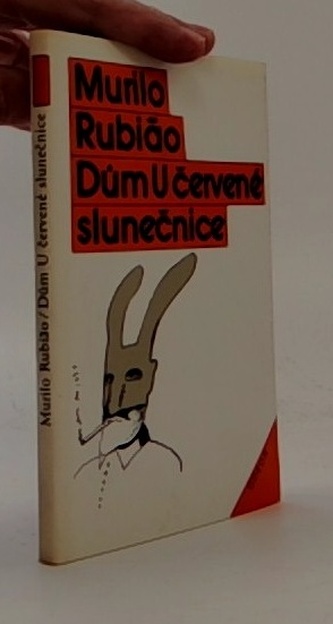 Murilo
Rubião
Dům U červené
slunečnice
Murilo Rubião / Dům U červené slunečnice